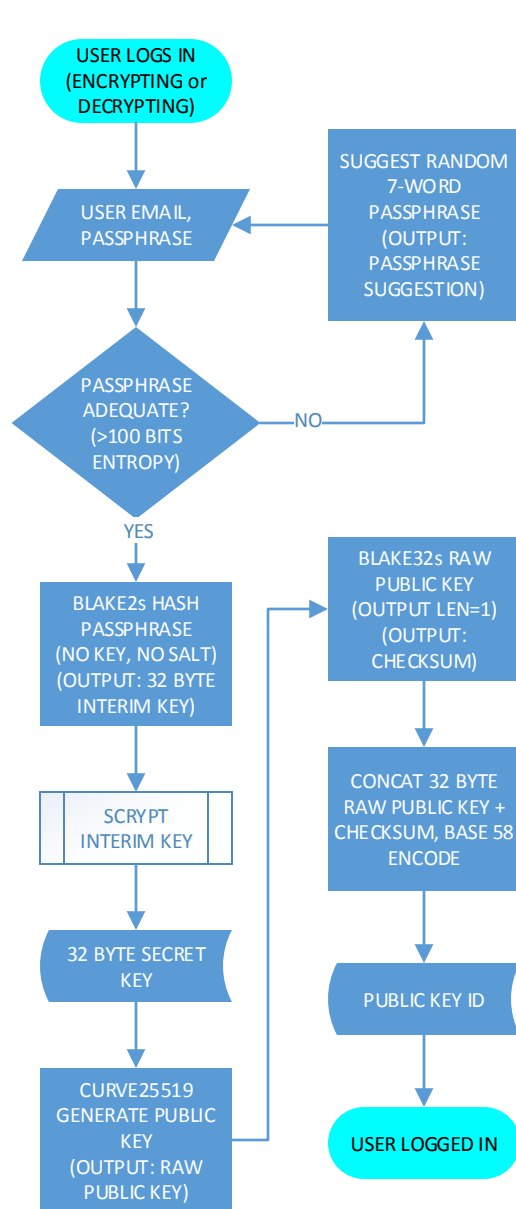 USER LOGS IN
(ENCRYPTING or
DECRYPTING)
USER EMAIL,
PASSPHRASE
SUGGEST RANDOM
7-WORD
PASSPHRASE
(OUTPUT:
PASSPHRASE
SUGGESTION)
PASSPHRASE
ADEQUATE?
(>100 BITS
ENTROPY)
NO
YES
BLAKE2s HASH
PASSPHRASE
(NO KEY, NO SALT)
(OUTPUT: 32 BYTE
INTERIM KEY)
SCRYPT
INTERIM KEY
32 BYTE SECRET
KEY
CURVE25519
GENERATE PUBLIC
KEY
(OUTPUT: RAW
PUBLIC KEY)
BLAKE32s RAW
PUBLIC KEY
(OUTPUT LEN=1)
(OUTPUT:
CHECKSUM)
CONCAT 32 BYTE
RAW PUBLIC KEY +
CHECKSUM, BASE 58
ENCODE
PUBLIC KEY ID
USER LOGGED IN